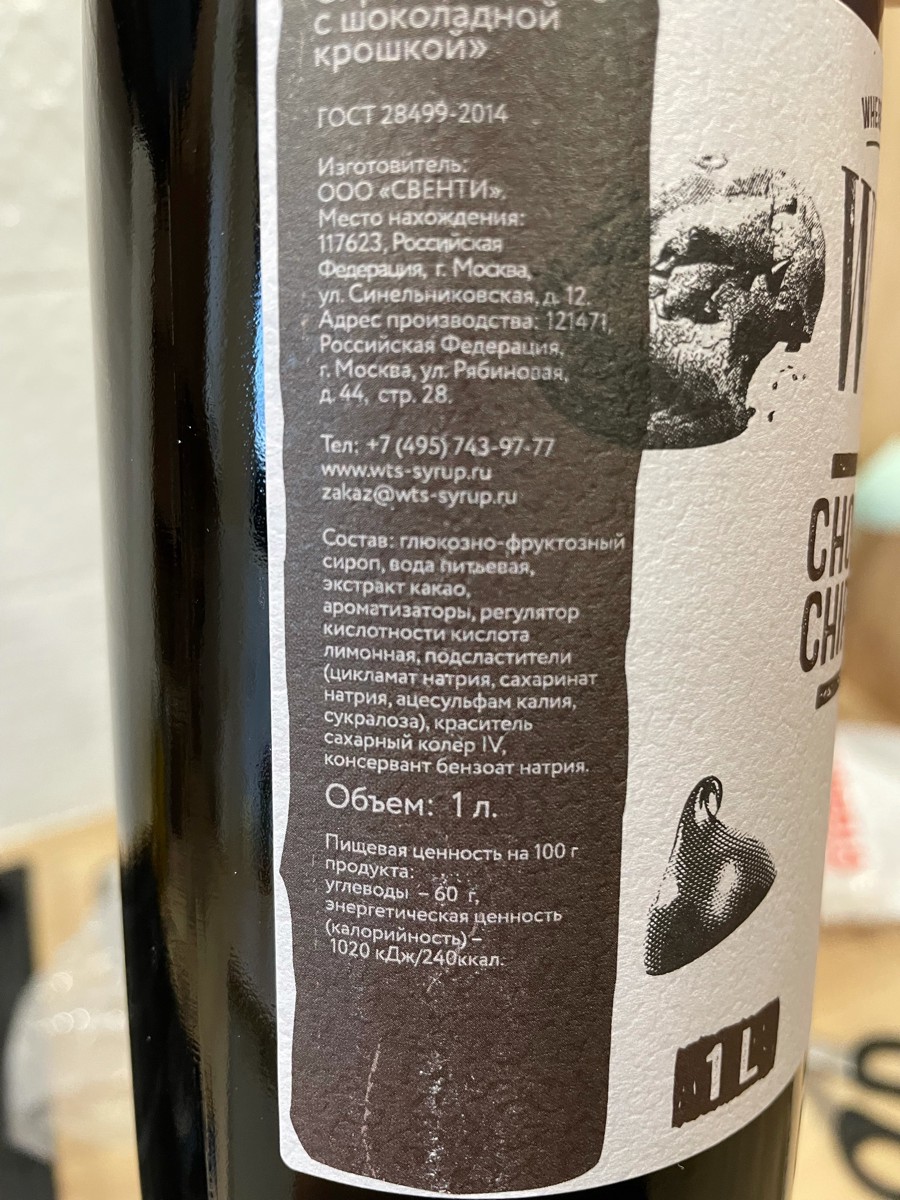 с шоколадной
крошкой»
ГОСТ 28499-2014
Изготовитель:
ООО «СВЕНТИ».
Место нахождения:
117623, Российская
Федерация, г. Москва,
ул. Синельниковская, д. 12.
Адрес производства: 121471,
Российская Федерация,
г. Москва, ул. Рябиновая,
д. 44, стр. 28.
Тел: +7 (495) 743-97-77
www.wts-syrup.ru
zakaz@wts-syrup.ru
Состав: глюкозно-фруктозный
сироп, вода питьевая,
экстракт какао,
ароматизаторы, регулятор
кислотности кислота
лимонная, подсластители
(цикламат натрия, сахаринат
натрия, ацесульфам калия,
сукралоза), краситель
сахарный колер IV,
консервант бензоат натрия.
Объем: 1 л.
Пищевая ценность на 100 г
продукта:
углеводы – 60 г,
энергетическая ценность
(калорийность) –
1020 кДж/240ккал.
1 L